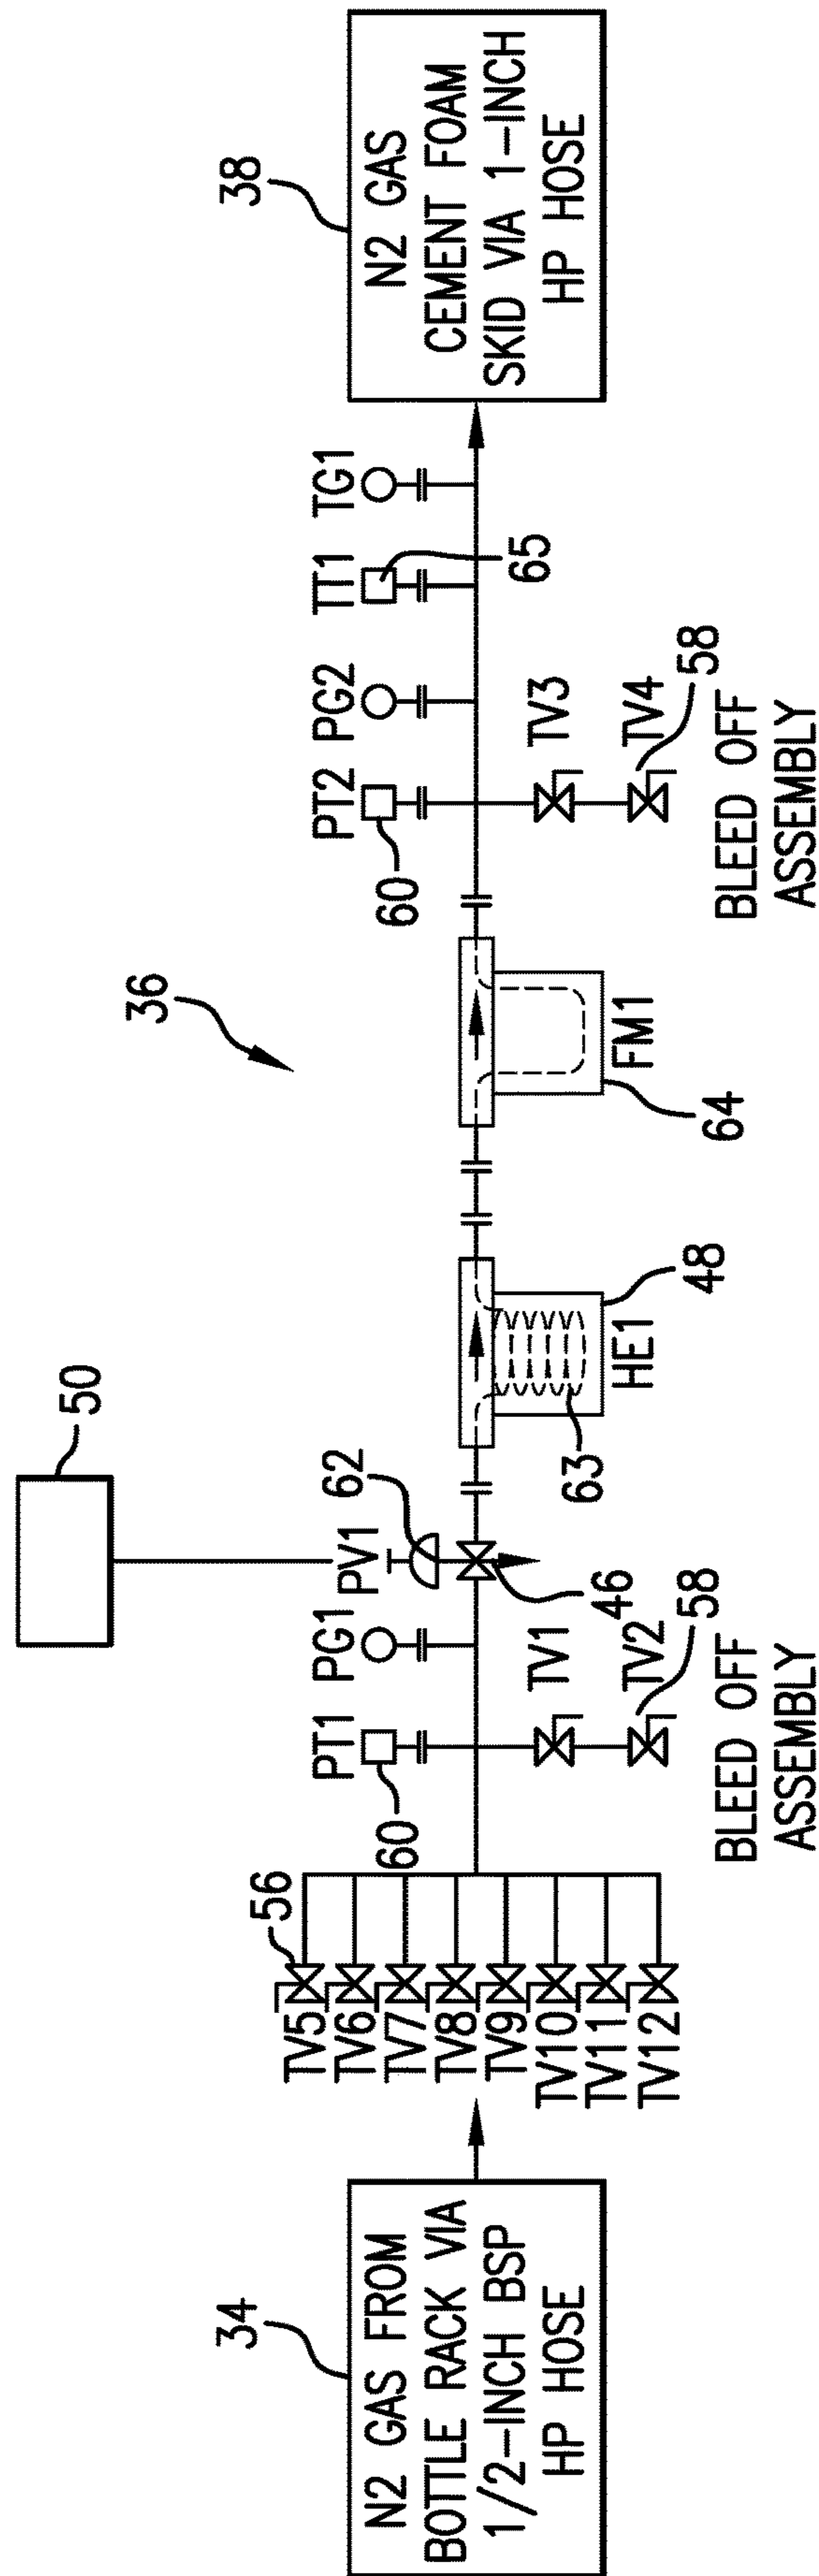 34
N2 GAS FROM
BOTTLE RACK VIA
1/2-INCH BSP
HP HOSE
56
TV5
TV6
TV7
TV8
TV9
TV10
TV11
TV12
PT1
60
PG1
TV1
TV2
58
BLEED OFF
ASSEMBLY
50
PV1
62
46
63
HE1
48
36
FM1
64
PT2
60
PG2
TV3
TV4
58
BLEED OFF
ASSEMBLY
TT1
65
TG1
38
N2 GAS
CEMENT FOAM
SKID VIA 1-INCH
HP HOSE